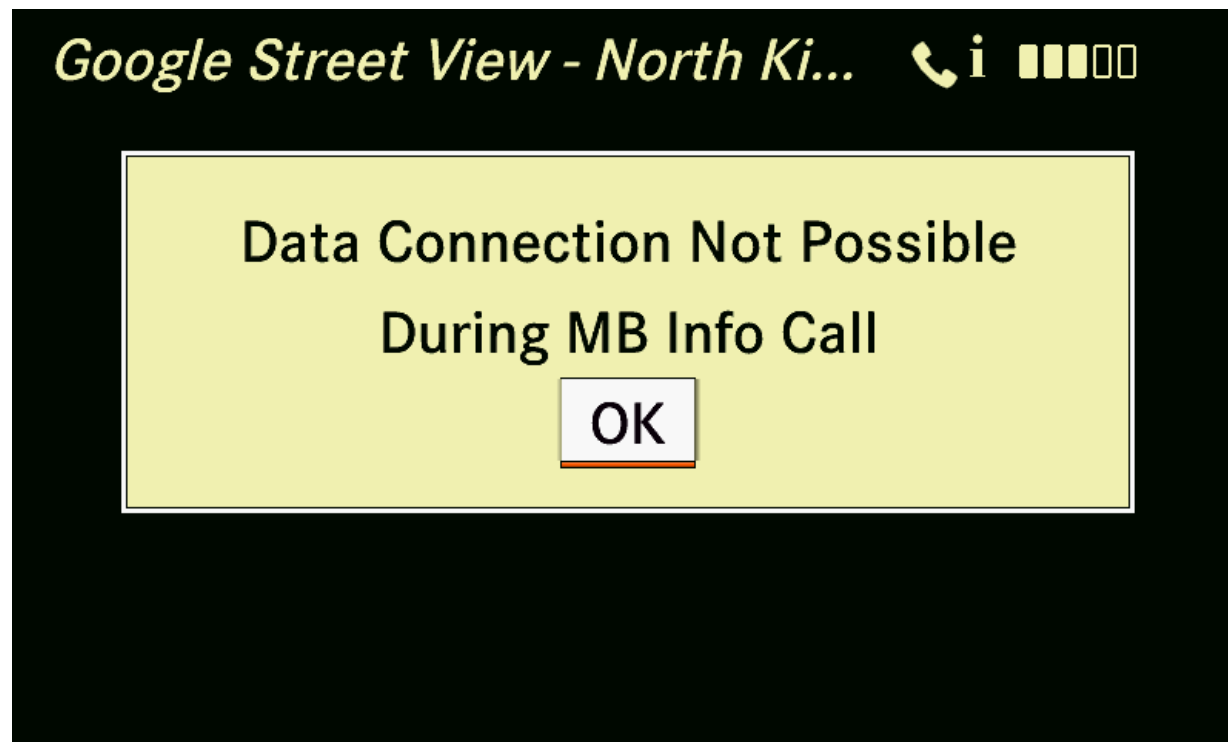 Google Street View - North Ki... i
Data Connection Not Possible
During MB Info Call
OK